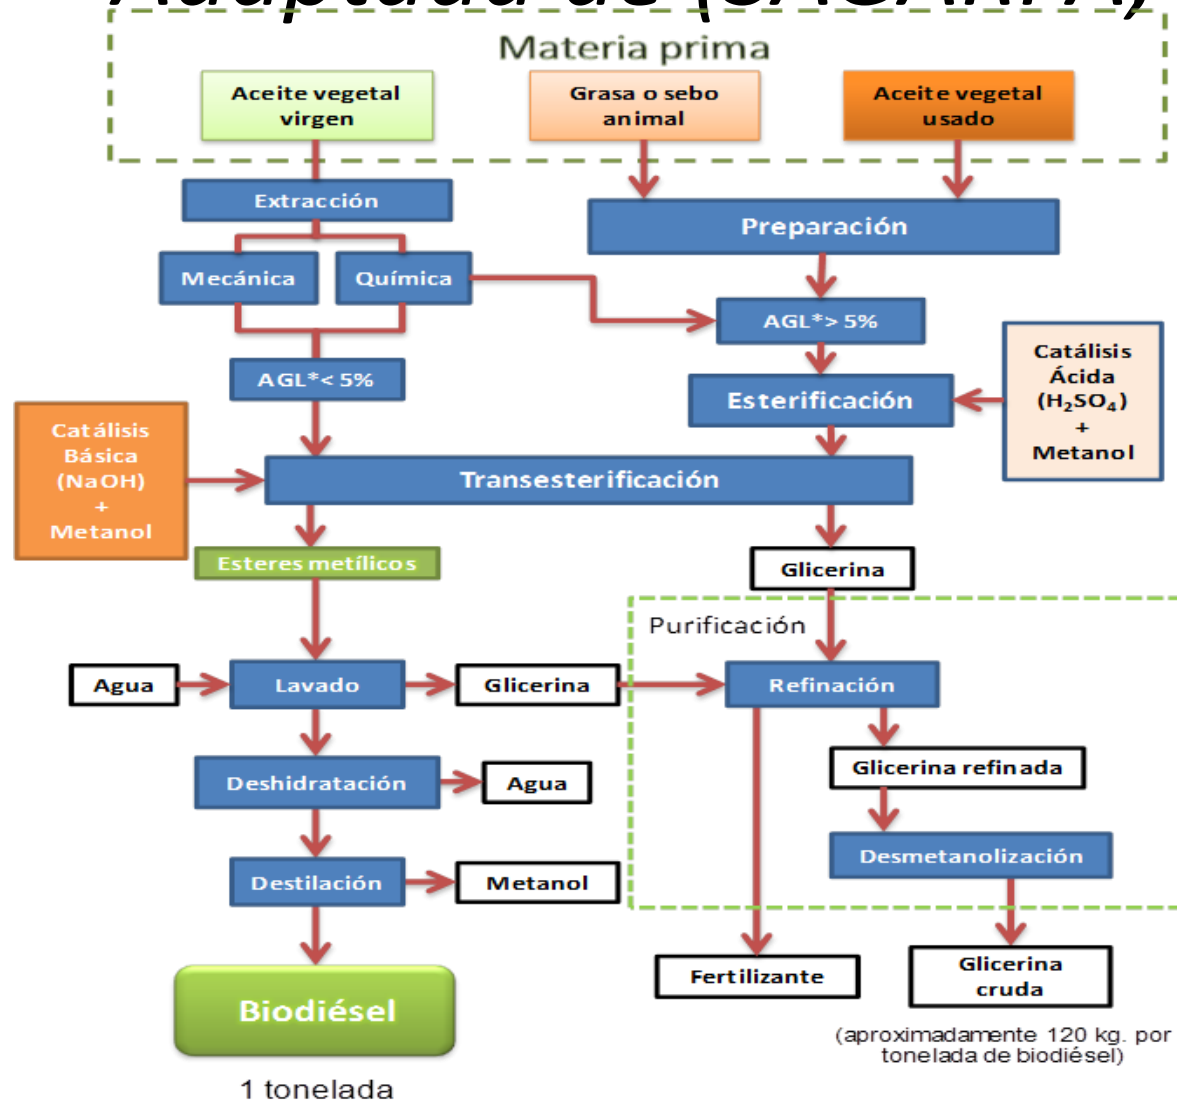 Adaptada de (SAGARPA)
Materia prima
Aceite vegetal
virgen
Grasa o sebo
animal
Aceite vegetal
usado
Extracción
Preparación
Mecánica
Química
AGL*> 5%
AGL*< 5%
Esterificación
Catálisis
Ácida
(H₂SO₄)
+
Metanol
Catálisis
Básica
(NaOH)
+
Metanol
Transesterificación
Esteres metílicos
Glicerina
Purificación
Agua
Lavado
Glicerina
Refinación
Deshidratación
Agua
Glicerina refinada
Destilación
Metanol
Desmetanolización
Fertilizante
Glicerina
cruda
Biodiésel
(aproximadamente 120 kg. por
tonelada de biodiésel)
1 tonelada